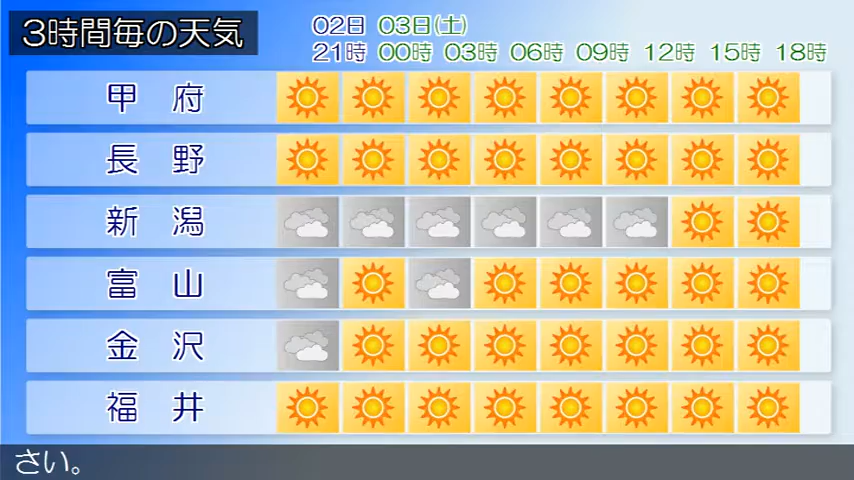 3時間毎の天気
02日 03日(土)
21時 00時 03時 06時 09時 12時 15時 18時
甲 府
長 野
新 潟
富 山
金 沢
福 井
さい。